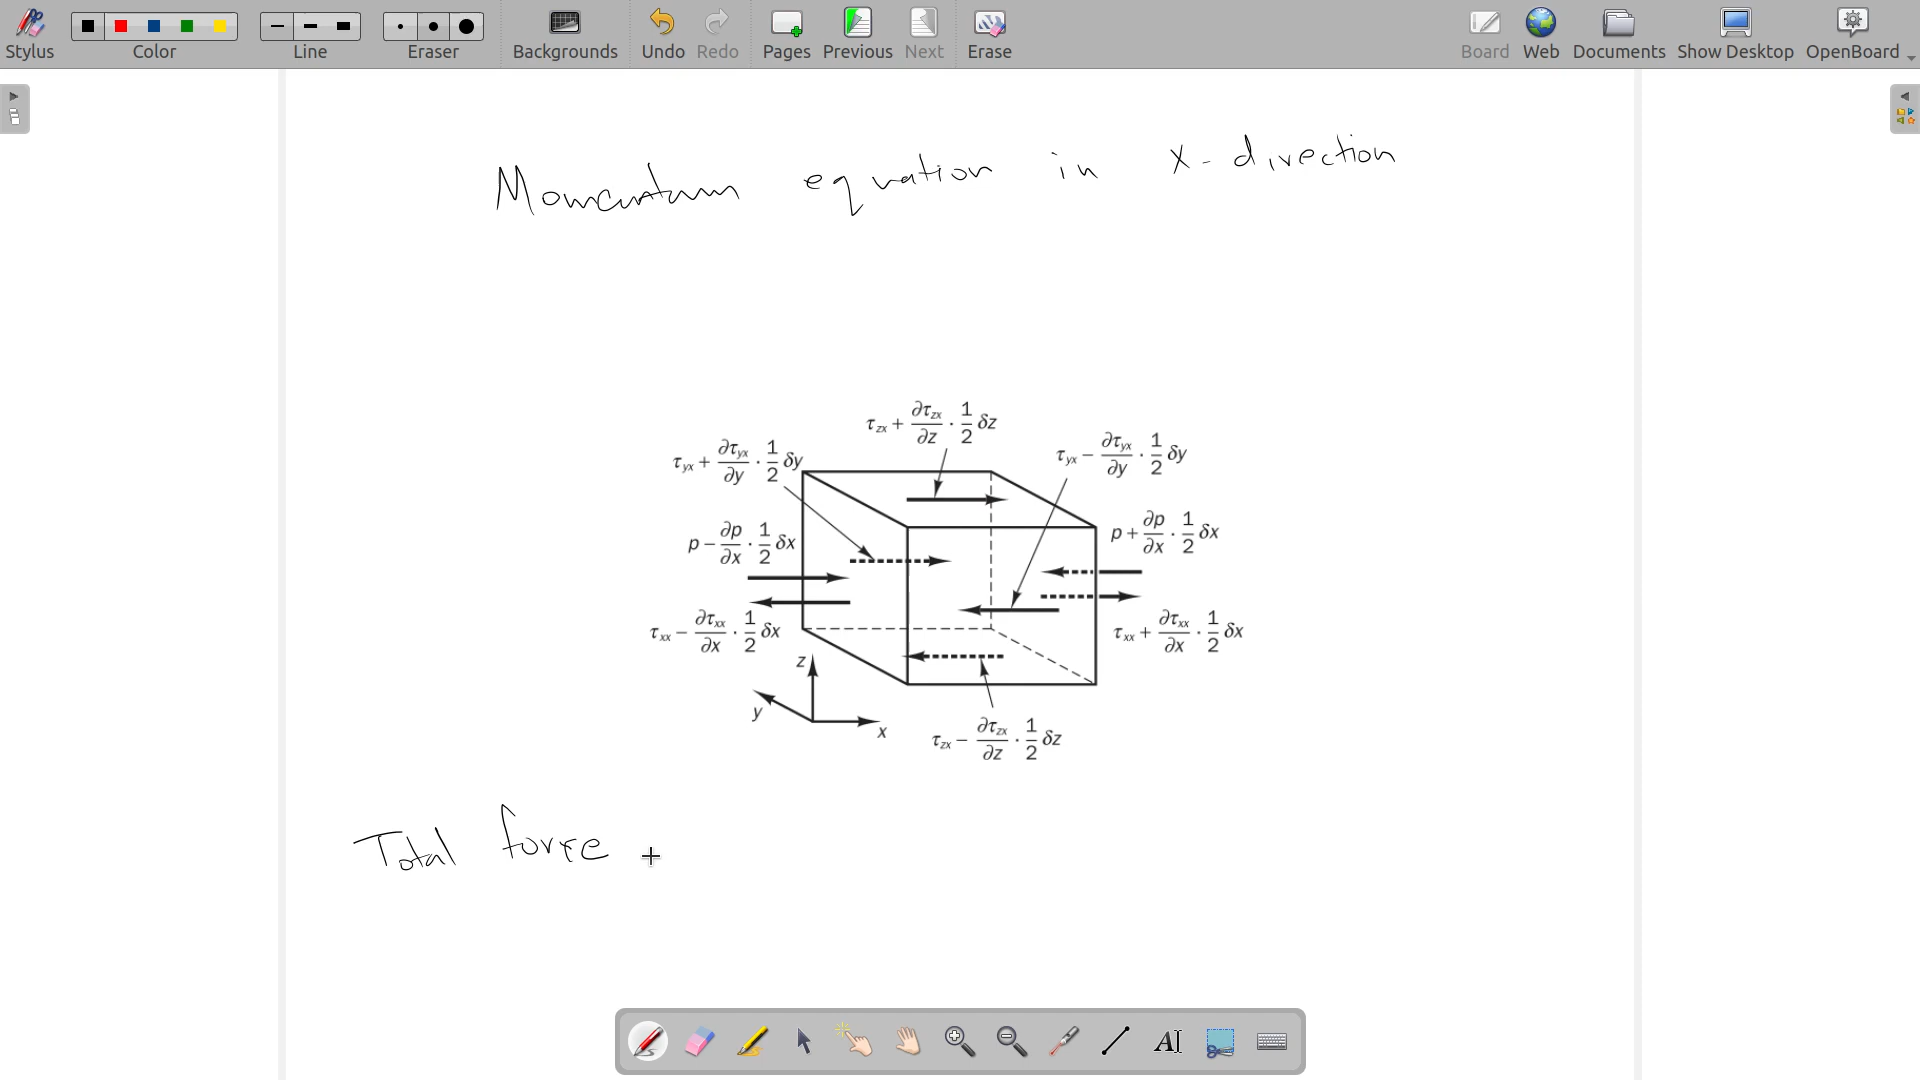 Stylus Color Line Eraser Backgrounds Undo Redo Pages Previous Next Erase Board Web Documents Show Desktop OpenBoard
Momentum equation in x-direction
τzx + ∂τzx/∂z · 1/2 δz
τyx + ∂τyx/∂y · 1/2 δy
τyx − ∂τyx/∂y · 1/2 δy
p − ∂p/∂x · 1/2 δx
p + ∂p/∂x · 1/2 δx
τxx − ∂τxx/∂x · 1/2 δx
τxx + ∂τxx/∂x · 1/2 δx
z
y
x
τzx − ∂τzx/∂z · 1/2 δz
Total force